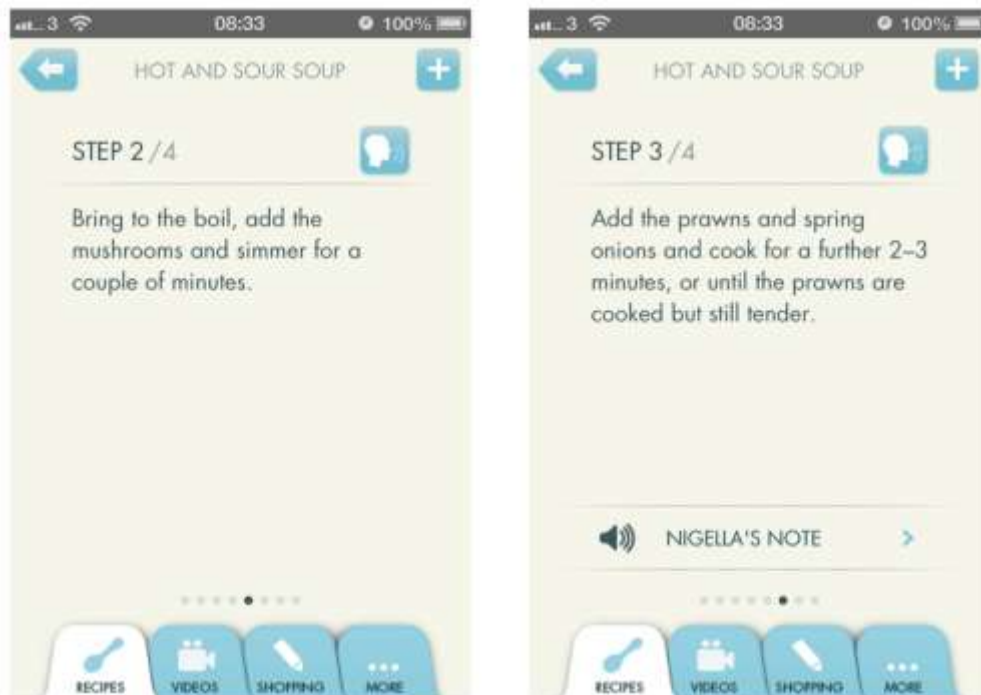 3 08:33 100%
HOT AND SOUR SOUP
STEP 2/4
Bring to the boil, add the
mushrooms and simmer for a
couple of minutes.
RECIPES VIDEOS SHOPPING MORE
3 08:33 100%
HOT AND SOUR SOUP
STEP 3/4
Add the prawns and spring
onions and cook for a further 2–3
minutes, or until the prawns are
cooked but still tender.
NIGELLA'S NOTE
RECIPES VIDEOS SHOPPING MORE